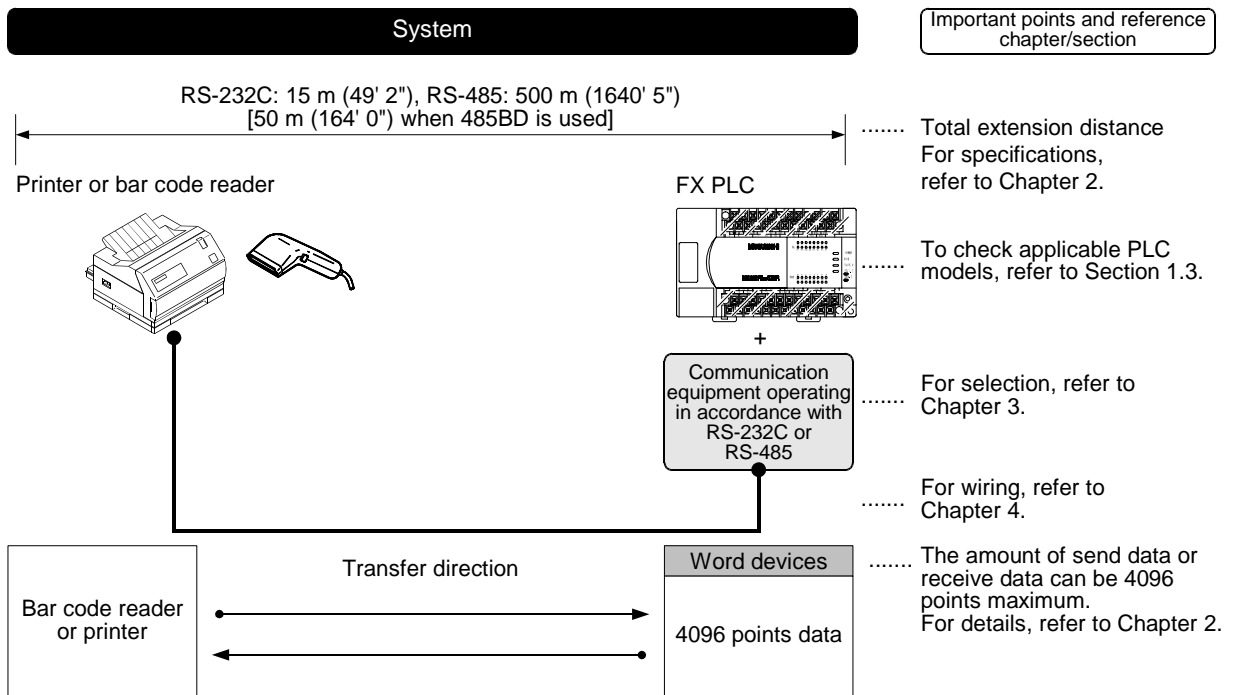 System
Important points and reference
chapter/section
RS-232C: 15 m (49' 2"), RS-485: 500 m (1640' 5")
[50 m (164' 0") when 485BD is used]
....... Total extension distance
For specifications,
refer to Chapter 2.
Printer or bar code reader
FX PLC
....... To check applicable PLC
models, refer to Section 1.3.
+
Communication
equipment operating
in accordance with
RS-232C or
RS-485
....... For selection, refer to
Chapter 3.
....... For wiring, refer to
Chapter 4.
Bar code reader
or printer
Transfer direction
Word devices
4096 points data
....... The amount of send data or
receive data can be 4096
points maximum.
For details, refer to Chapter 2.